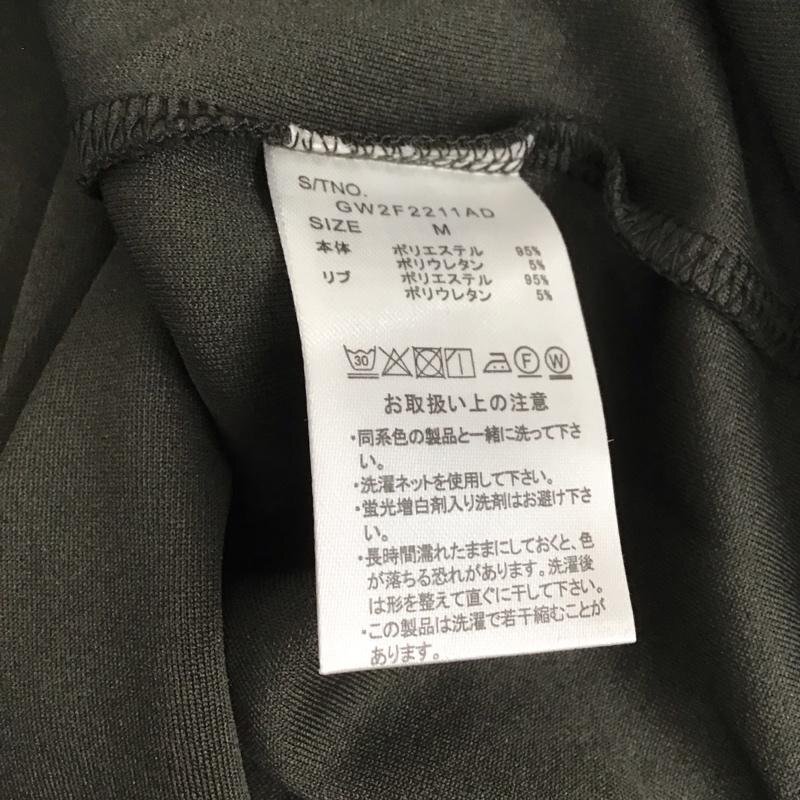 S/TNO.
GW2F2211AD
SIZE M
本体 ポリエステル 95%
ポリウレタン 5%
リブ ポリエステル 95%
ポリウレタン 5%
30 F W
お取扱い上の注意
・同系色の製品と一緒に洗って下さ
い。
・洗濯ネットを使用して下さい。
・蛍光増白剤入り洗剤はお避け下さ
い。
・長時間濡れたままにしておくと、色
が落ちる恐れがあります。洗濯後
は形を整えて直ぐに干して下さい。
・この製品は洗濯で若干縮むことが
あります。